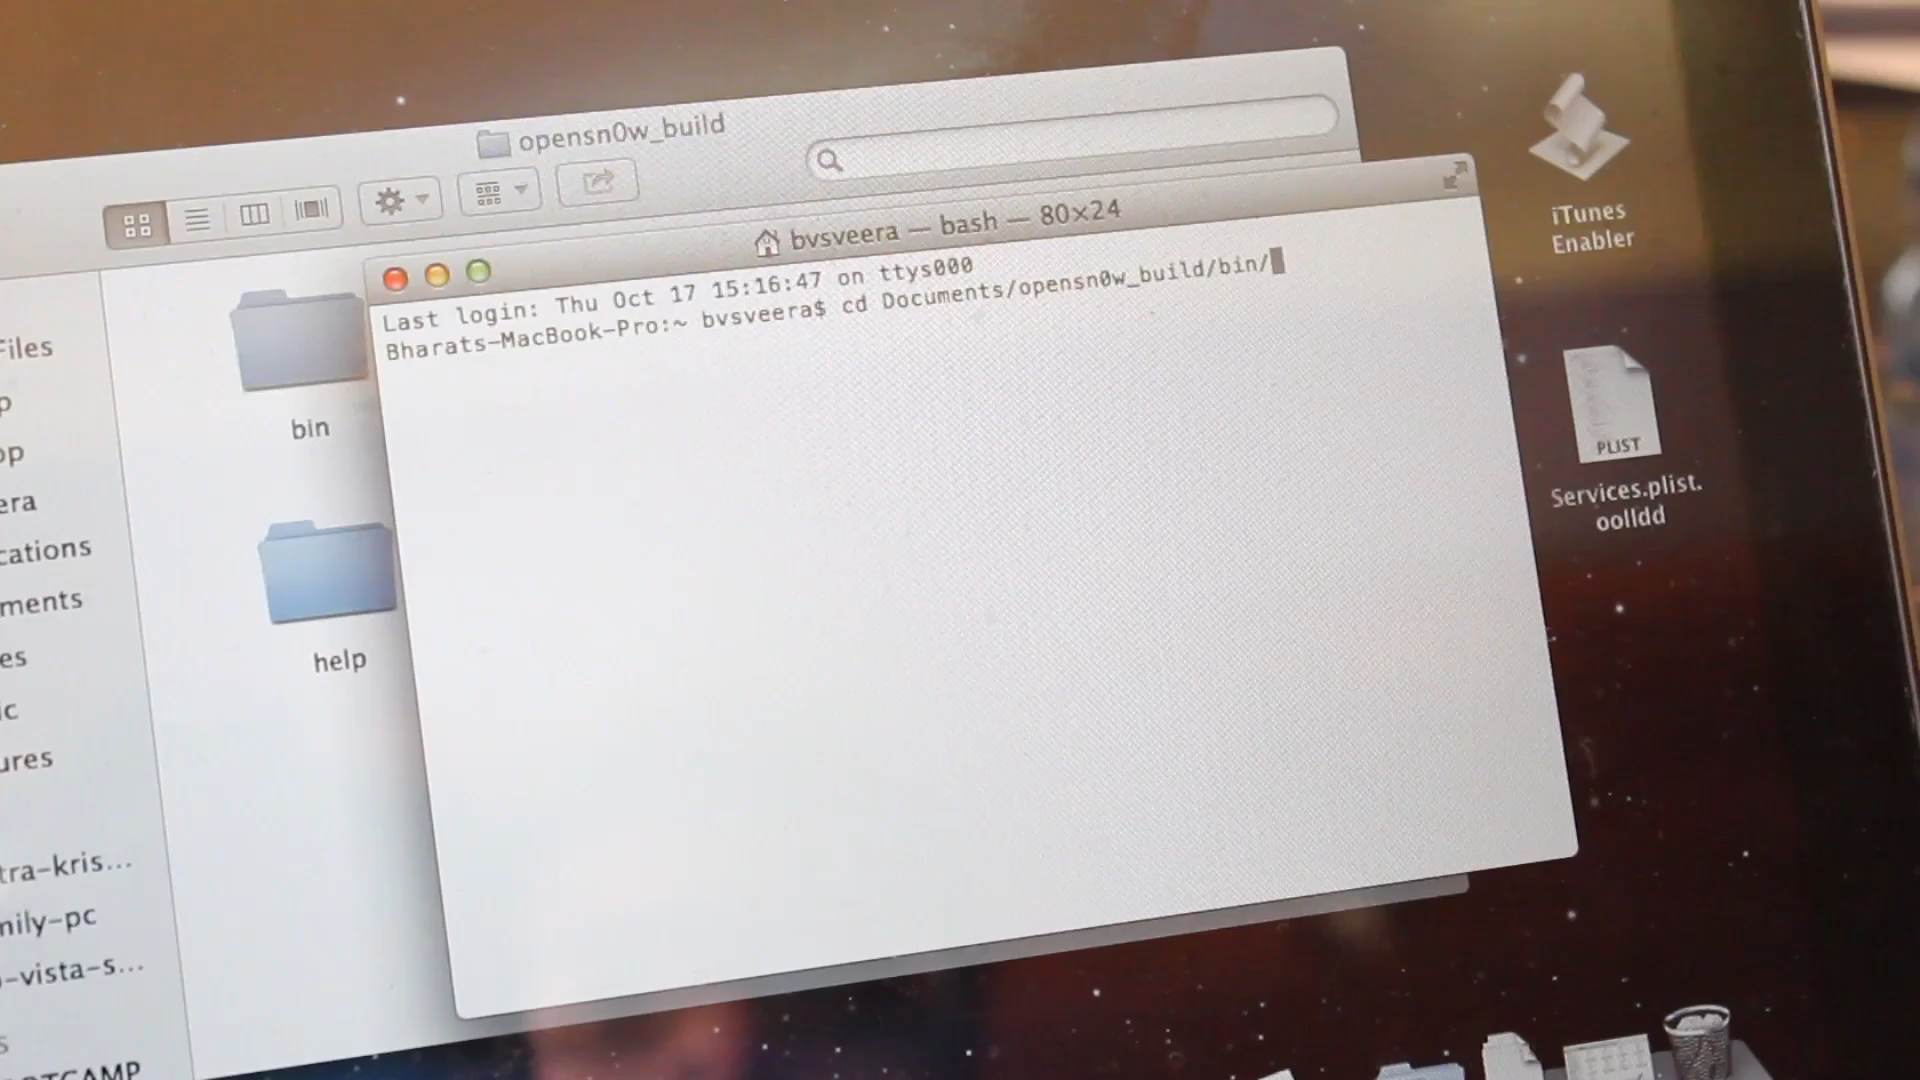 opensn0w_build
bvsveera — bash — 80×24
Last login: Thu Oct 17 15:16:47 on ttys000
Bharats-MacBook-Pro:~ bvsveera$ cd Documents/opensn0w_build/bin/
bin
help
Files
p
op
era
cations
ments
es
ic
ures
tra-kris...
mily-pc
-vista-s...
s
OTCAMP
iTunes
Enabler
PLIST
Services.plist.
oolldd